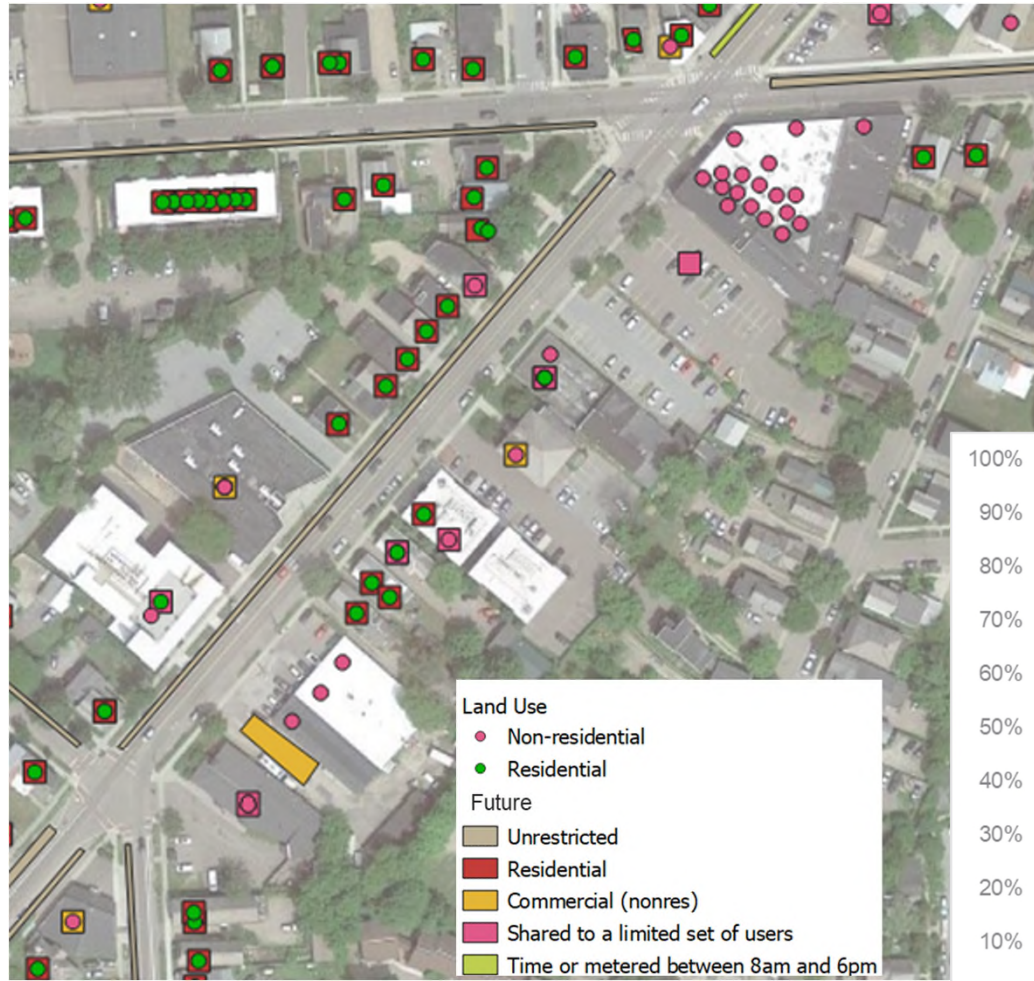 Land Use
Non-residential
Residential
Future
Unrestricted
Residential
Commercial (nonres)
Shared to a limited set of users
Time or metered between 8am and 6pm
100%
90%
80%
70%
60%
50%
40%
30%
20%
10%